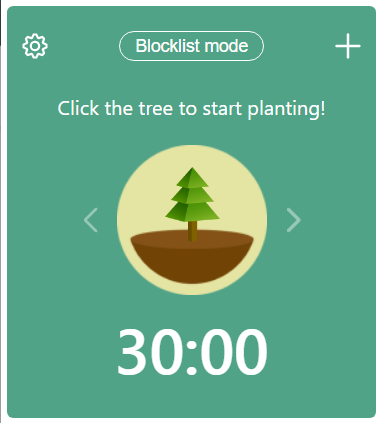 Blocklist mode
Click the tree to start planting!
30:00